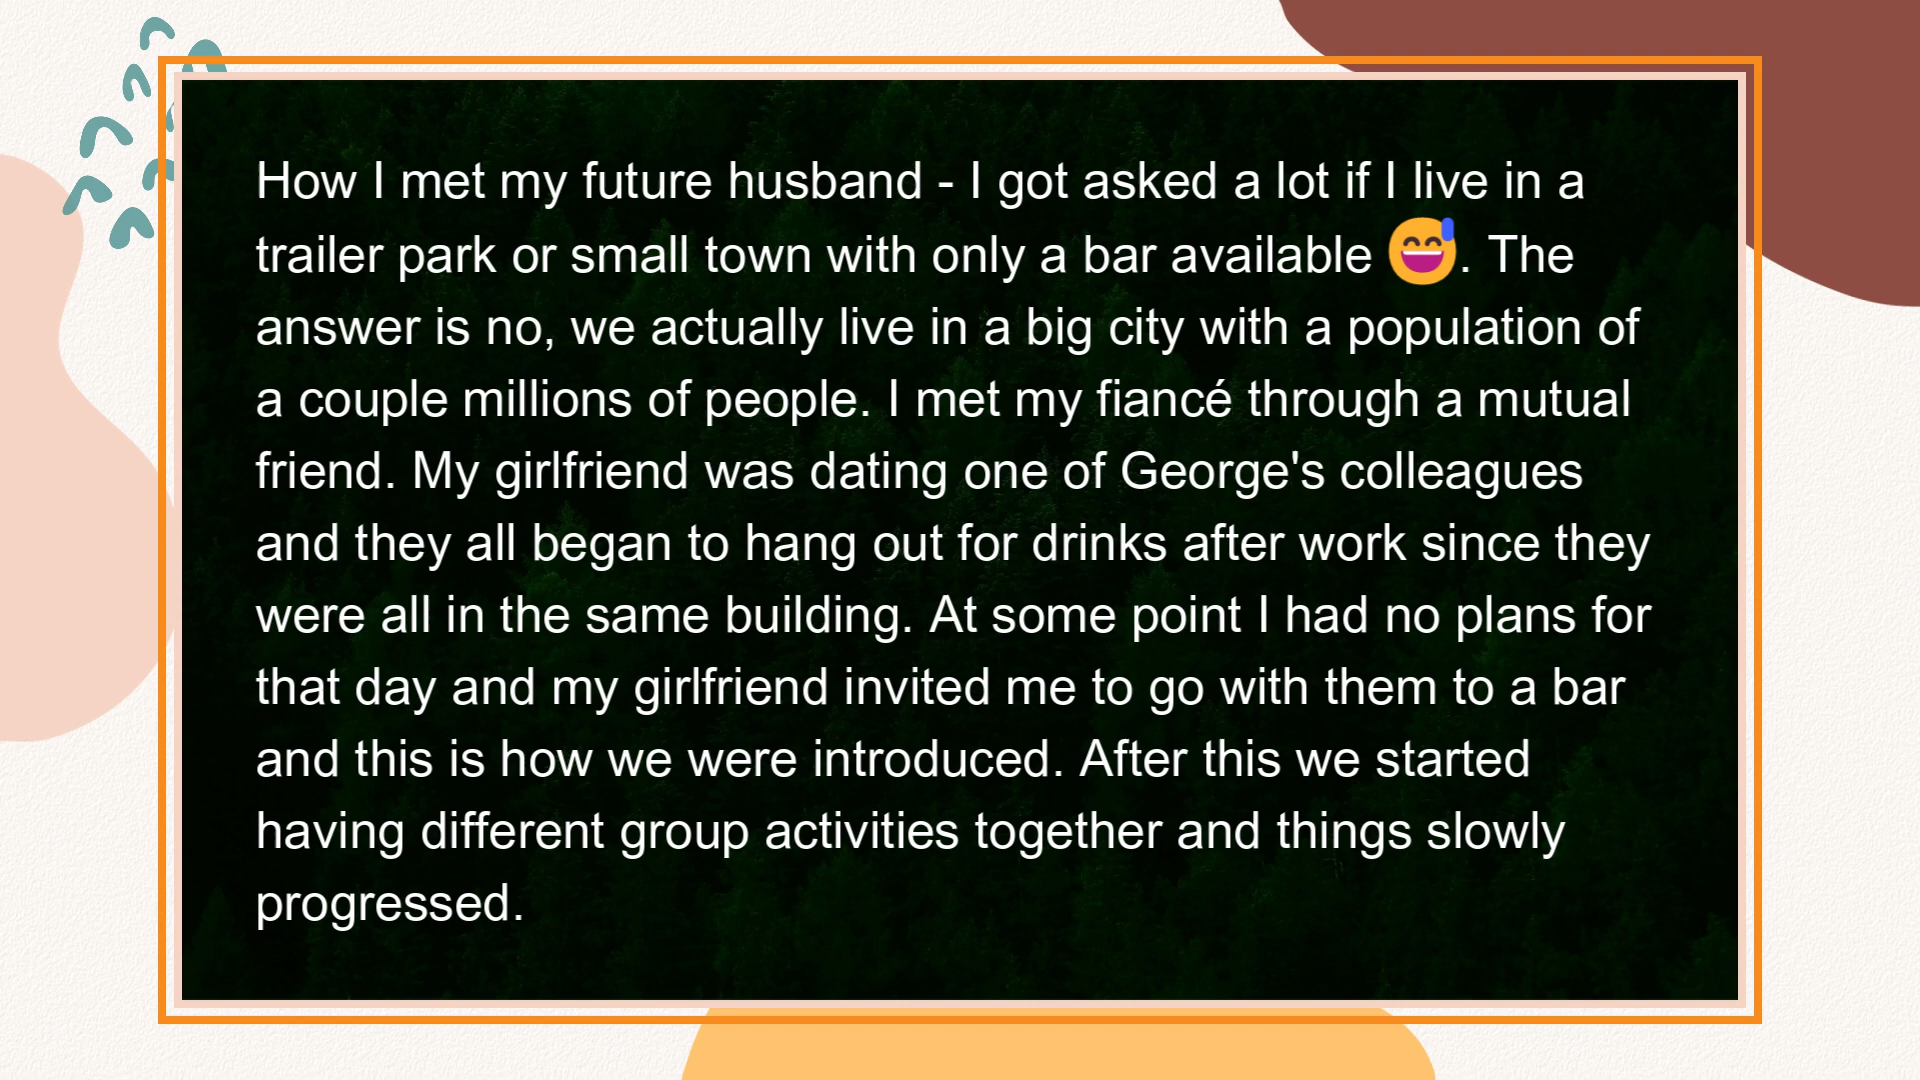 How I met my future husband - I got asked a lot if I live in a
trailer park or small town with only a bar available 😅. The
answer is no, we actually live in a big city with a population of
a couple millions of people. I met my fiancé through a mutual
friend. My girlfriend was dating one of George's colleagues
and they all began to hang out for drinks after work since they
were all in the same building. At some point I had no plans for
that day and my girlfriend invited me to go with them to a bar
and this is how we were introduced. After this we started
having different group activities together and things slowly
progressed.